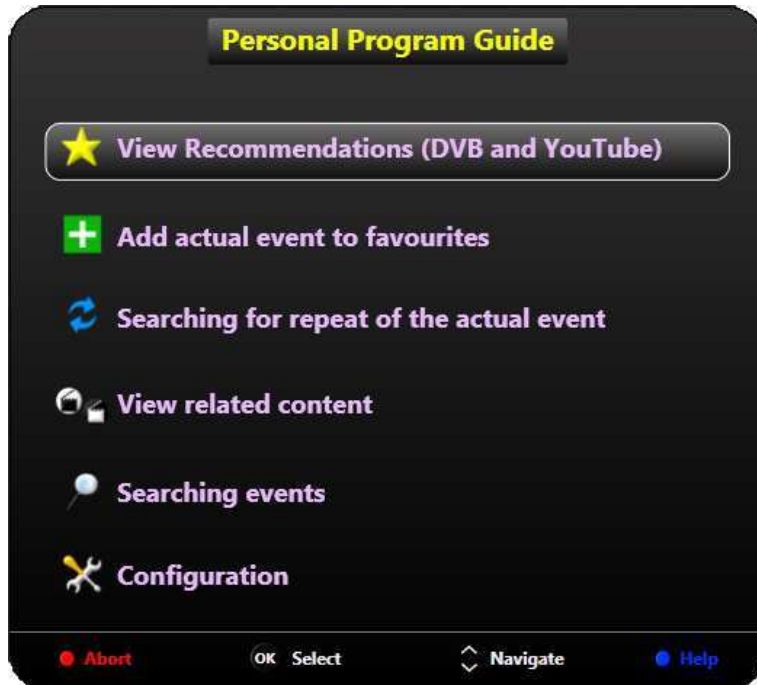 Personal Program Guide
View Recommendations (DVB and YouTube)
Add actual event to favourites
Searching for repeat of the actual event
View related content
Searching events
Configuration
Abort OK Select Navigate Help